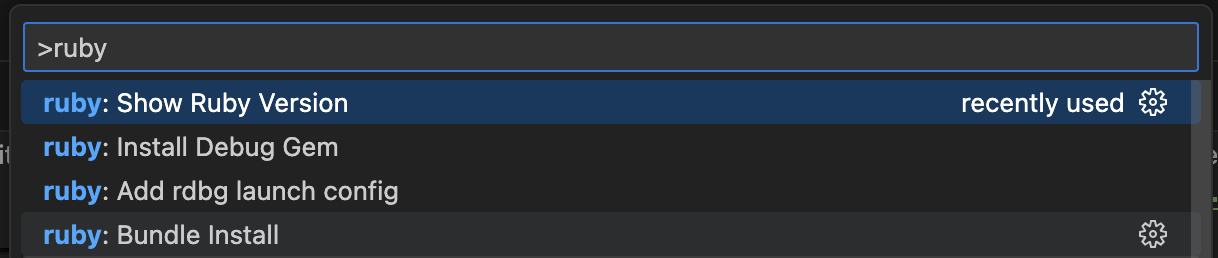 >ruby
ruby: Show Ruby Version recently used
ruby: Install Debug Gem
ruby: Add rdbg launch config
ruby: Bundle Install